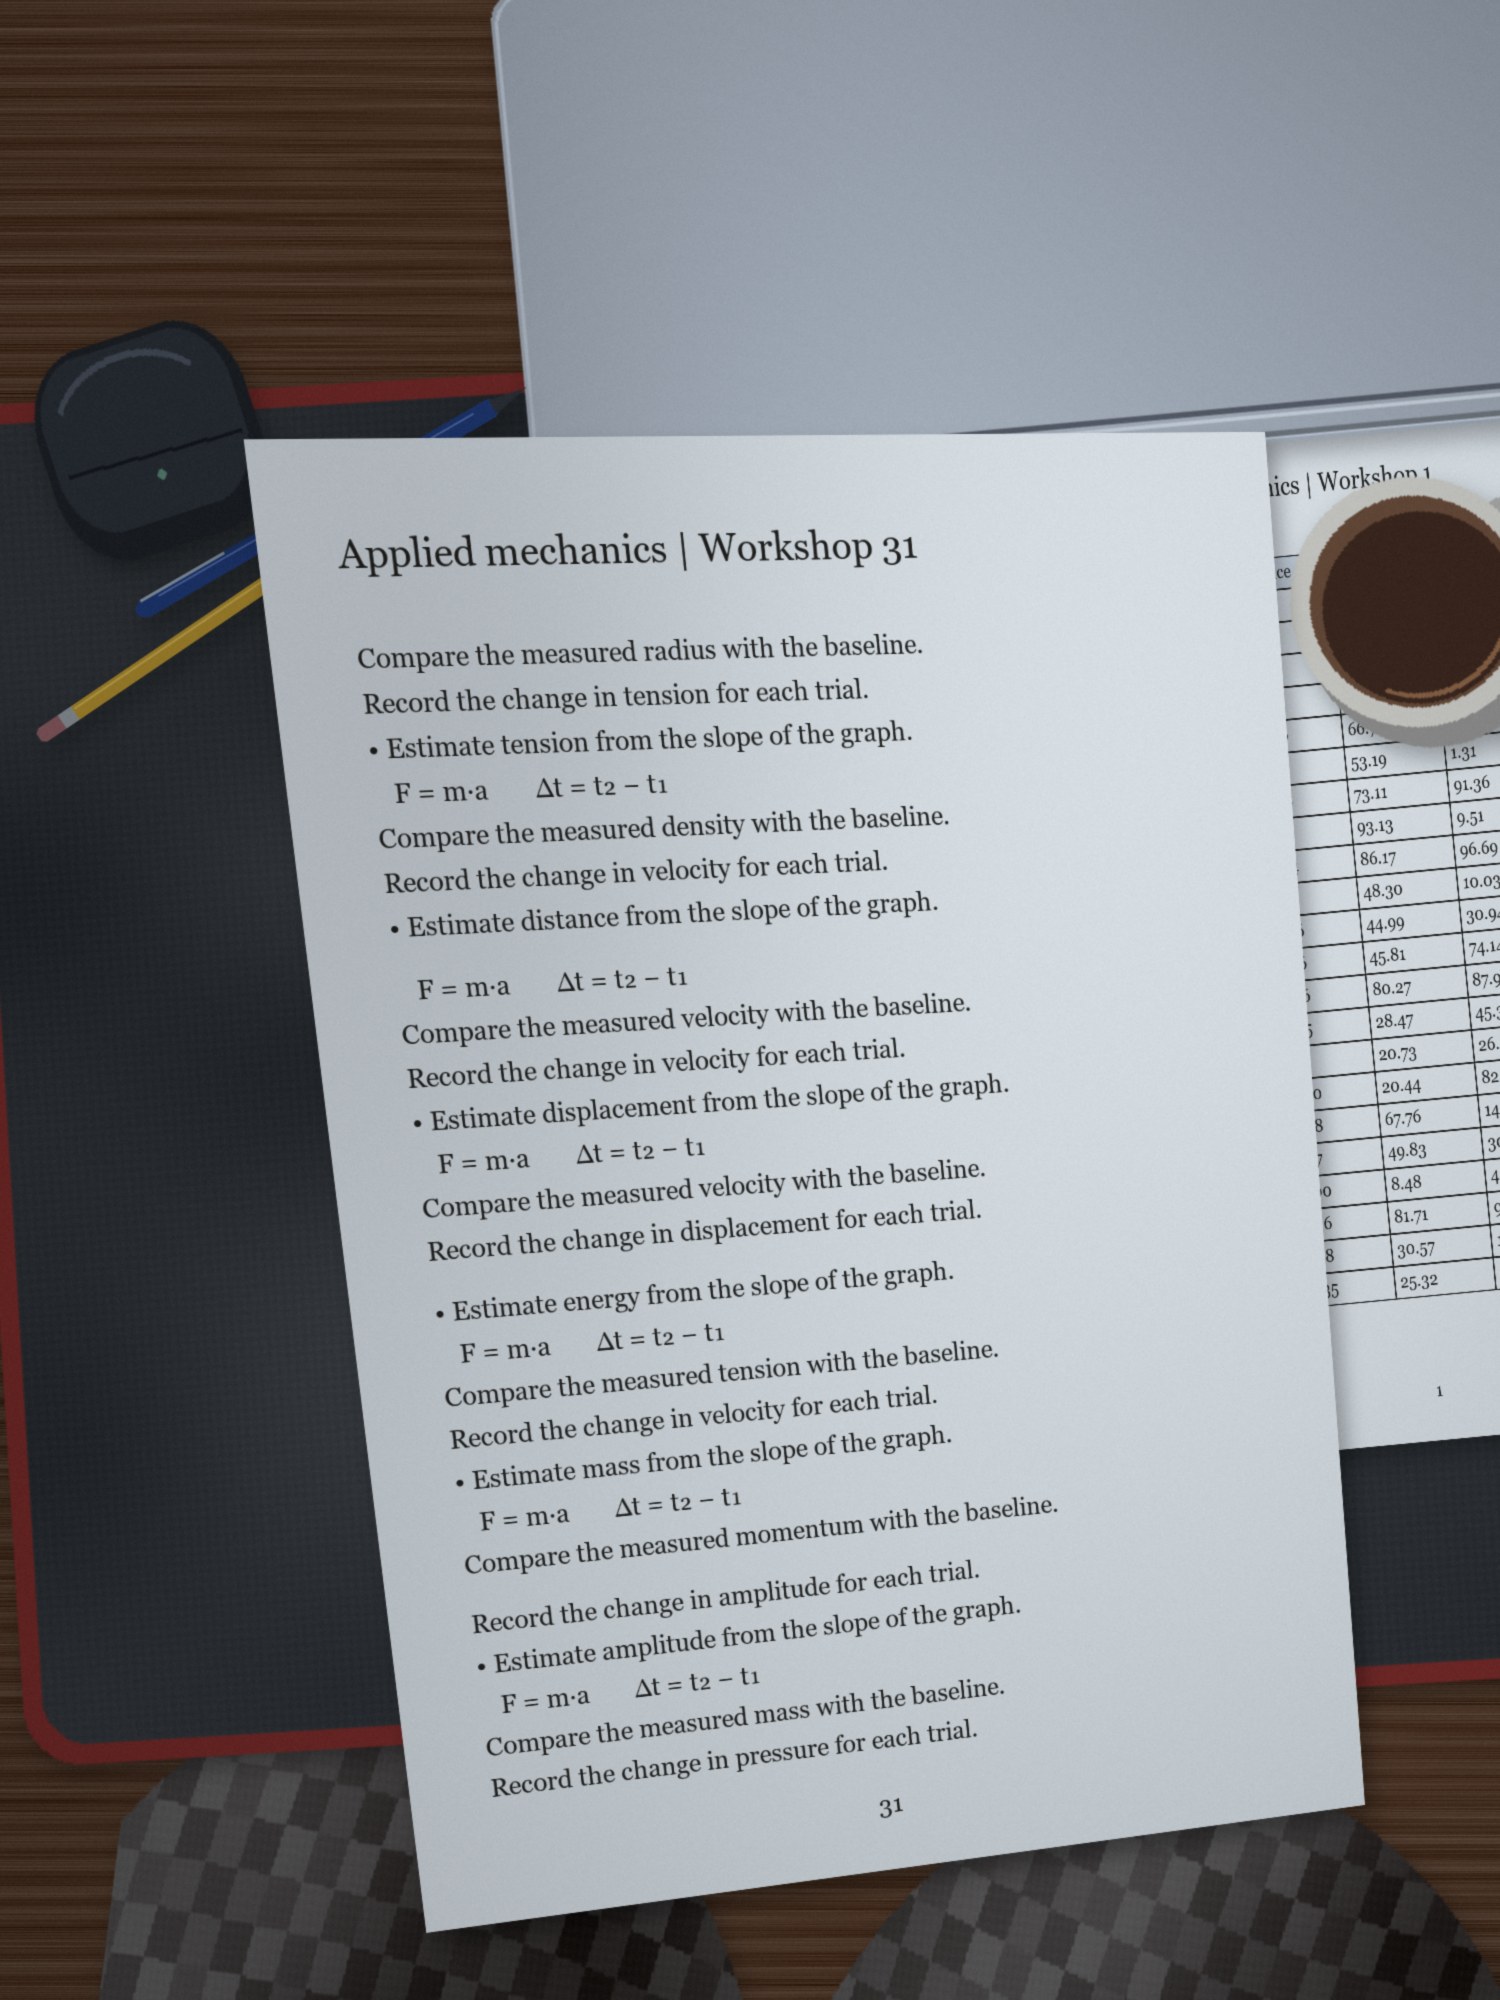 Applied mechanics | Workshop 31
Compare the measured radius with the baseline.
Record the change in tension for each trial.
• Estimate tension from the slope of the graph.
F = m·a Δt = t2 − t1
Compare the measured density with the baseline.
Record the change in velocity for each trial.
• Estimate distance from the slope of the graph.
F = m·a Δt = t2 − t1
Compare the measured velocity with the baseline.
Record the change in velocity for each trial.
• Estimate displacement from the slope of the graph.
F = m·a Δt = t2 − t1
Compare the measured velocity with the baseline.
Record the change in displacement for each trial.
• Estimate energy from the slope of the graph.
F = m·a Δt = t2 − t1
Compare the measured tension with the baseline.
Record the change in velocity for each trial.
• Estimate mass from the slope of the graph.
F = m·a Δt = t2 − t1
Compare the measured momentum with the baseline.
Record the change in amplitude for each trial.
• Estimate amplitude from the slope of the graph.
F = m·a Δt = t2 − t1
Compare the measured mass with the baseline.
Record the change in pressure for each trial.
31
| Workshop 1
53.19 1.31
73.11 91.36
93.13 9.51
86.17 96.69
48.30 10.03
44.99
45.81
80.27
28.47
20.73
20.44
67.76
49.83
8.48
81.71
30.57
25.32
1